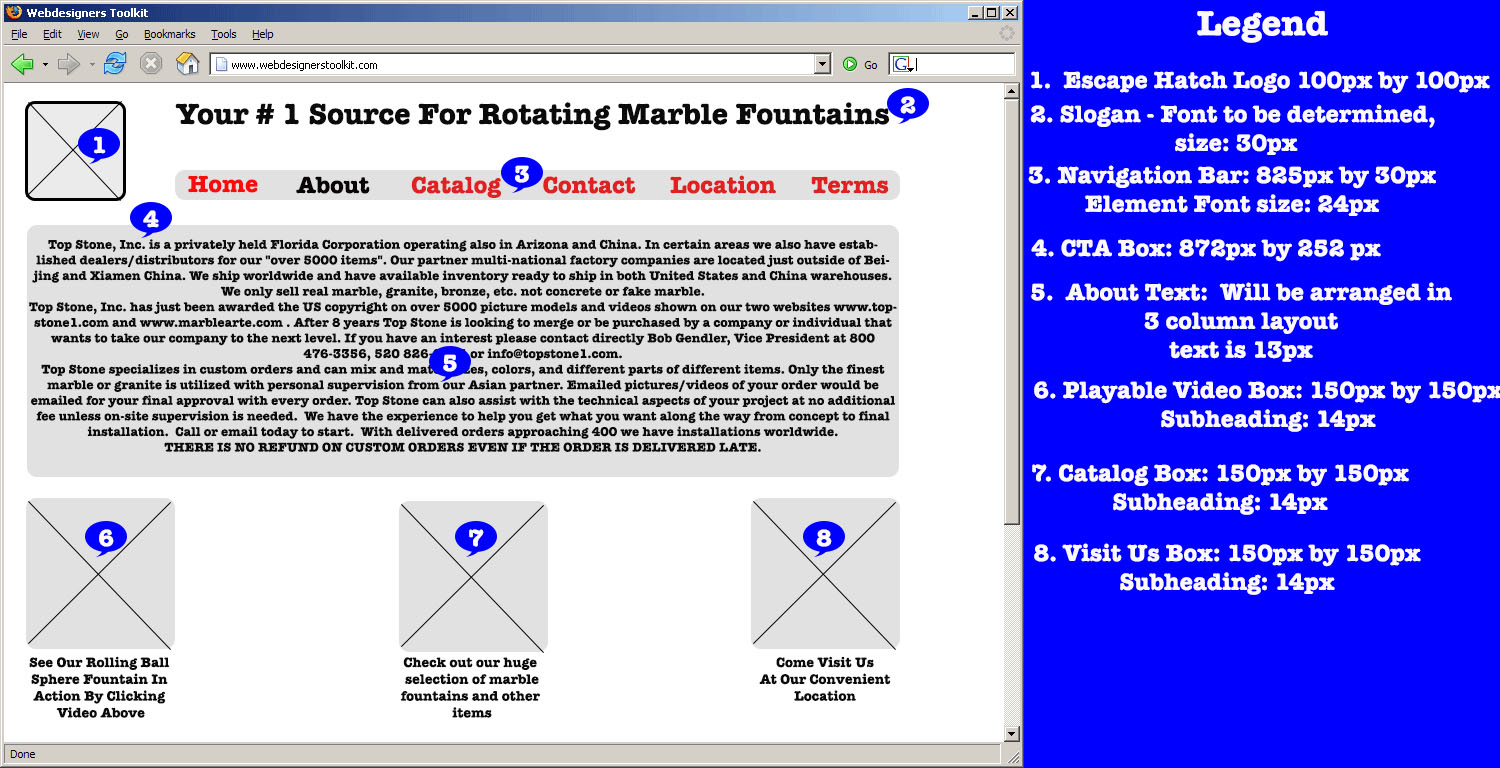 Webdesigners Toolkit
File Edit View Go Bookmarks Tools Help
www.webdesignerstoolkit.com
Go
G
Your # 1 Source For Rotating Marble Fountains
2
1
3
Home About Catalog Contact Location Terms
4
Top Stone, Inc. is a privately held Florida Corporation operating also in Arizona and China. In certain areas we also have estab-
lished dealers/distributors for our "over 5000 items". Our partner multi-national factory companies are located just outside of Bei-
jing and Xiamen China. We ship worldwide and have available inventory ready to ship in both United States and China warehouses.
We only sell real marble, granite, bronze, etc. not concrete or fake marble.
Top Stone, Inc. has just been awarded the US copyright on over 5000 picture models and videos shown on our two websites www.top-
stone1.com and www.marblearte.com . After 8 years Top Stone is looking to merge or be purchased by a company or individual that
wants to take our company to the next level. If you have an interest please contact directly Bob Gendler, Vice President at 800
476-3356, 520 826- or info@topstone1.com.
5
Top Stone specializes in custom orders and can mix and colors, and different parts of different items. Only the finest
marble or granite is utilized with personal supervision from our Asian partner. Emailed pictures/videos of your order would be
emailed for your final approval with every order. Top Stone can also assist with the technical aspects of your project at no additional
fee unless on-site supervision is needed. We have the experience to help you get what you want along the way from concept to final
installation. Call or email today to start. With delivered orders approaching 400 we have installations worldwide.
THERE IS NO REFUND ON CUSTOM ORDERS EVEN IF THE ORDER IS DELIVERED LATE.
6
7
8
See Our Rolling Ball
Sphere Fountain In
Action By Clicking
Video Above
Check out our huge
selection of marble
fountains and other
items
Come Visit Us
At Our Convenient
Location
Done
Legend
1. Escape Hatch Logo 100px by 100px
2. Slogan - Font to be determined,
size: 30px
3. Navigation Bar: 825px by 30px
Element Font size: 24px
4. CTA Box: 872px by 252 px
5. About Text: Will be arranged in
3 column layout
text is 13px
6. Playable Video Box: 150px by 150px
Subheading: 14px
7. Catalog Box: 150px by 150px
Subheading: 14px
8. Visit Us Box: 150px by 150px
Subheading: 14px